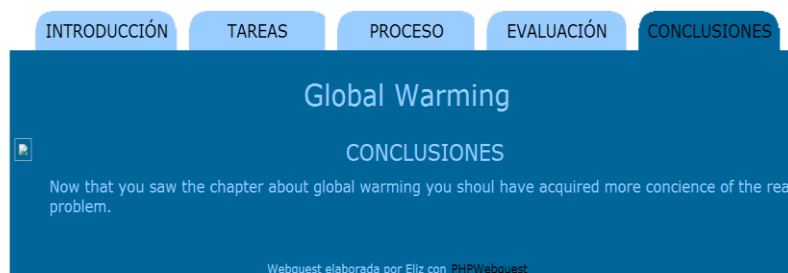 INTRODUCCIÓN TAREAS PROCESO EVALUACIÓN CONCLUSIONES
Global Warming
CONCLUSIONES
Now that you saw the chapter about global warming you shoul have acquired more concience of the rea
problem.
Webquest elaborada por Eliz con PHPWebquest